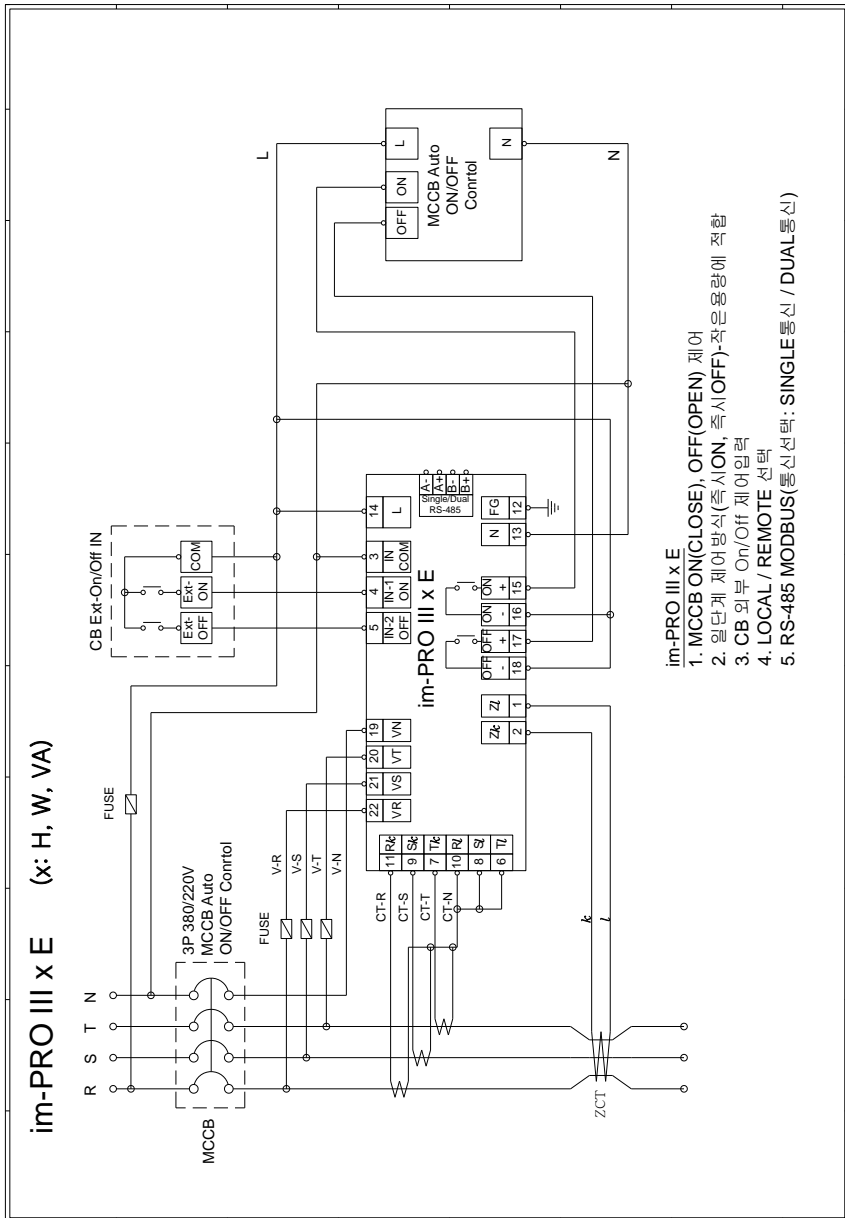 im-PRO III x E (x: H, W, VA)
R
S
T
N
MCCB
3P 380/220V
MCCB Auto
ON/OFF Conrtol
FUSE
FUSE
V-R
V-S
V-T
V-N
CT-R
CT-S
CT-T
CT-N
ZCT
k
l
CB Ext-On/Off IN
Ext-OFF
Ext-ON
COM
L
22 VR
21 VS
20 VT
19 VN
5 IN-2 OFF
4 IN-1 ON
3 IN COM
14 L
im-PRO III x E
Single/Dual
RS-485
A-
A+
B-
B+
11 Rk
9 Sk
7 Tk
10 Rl
8 Sl
6 Tl
Zk 2
Zl 1
OFF - 18
OFF + 17
ON - 16
ON + 15
N 13
FG 12
OFF
ON
L
MCCB Auto
ON/OFF
Conrtol
N
N
im-PRO III x E
1. MCCB ON(CLOSE), OFF(OPEN) 제어
2. 일단계 제어방식(즉시ON, 즉시OFF)-작은용량에 적합
3. CB 외부 On/Off 제어입력
4. LOCAL / REMOTE 선택
5. RS-485 MODBUS(통신선택: SINGLE통신 / DUAL통신)